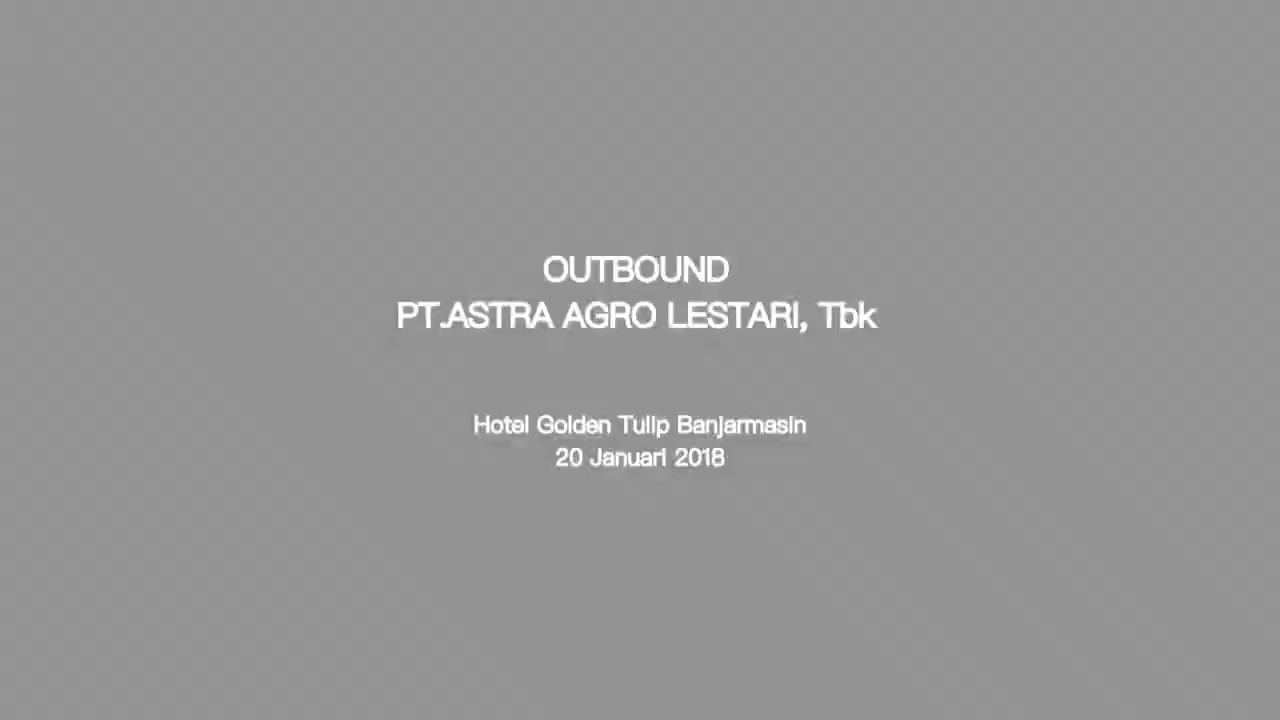 OUTBOUND
PT.ASTRA AGRO LESTARI, Tbk
Hotel Golden Tulip Banjarmasin
20 Januari 2018